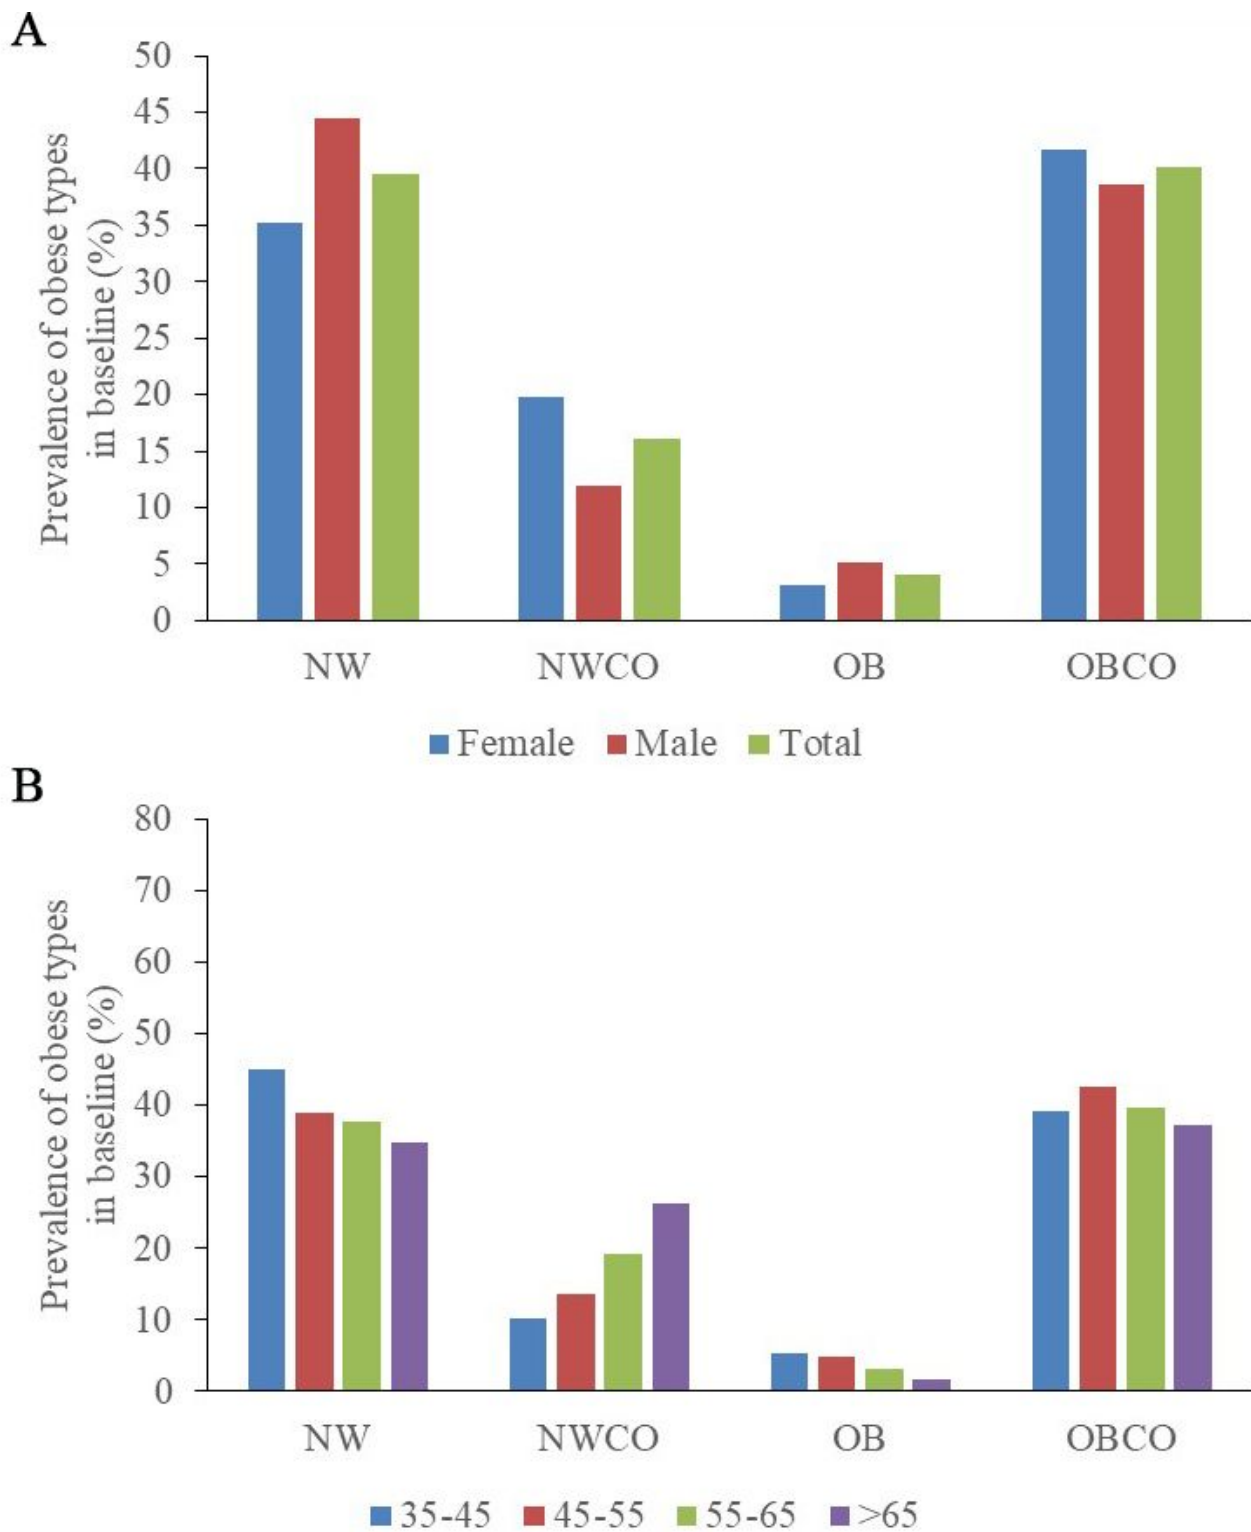 A
Prevalence of obese types
in baseline (%)
50
45
40
35
30
25
20
15
10
5
0
NW NWCO OB OBCO
Female Male Total
B
Prevalence of obese types
in baseline (%)
80
70
60
50
40
30
20
10
0
NW NWCO OB OBCO
35-45 45-55 55-65 >65